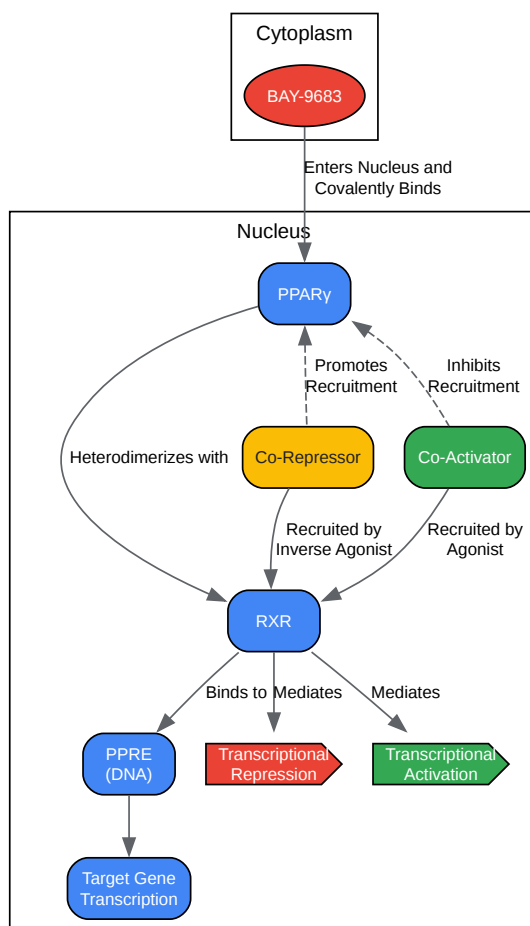 Cytoplasm
BAY-9683
Enters Nucleus and
Covalently Binds
Nucleus
PPARγ
Promotes
Recruitment
Inhibits
Recruitment
Heterodimerizes with
Co-Repressor
Co-Activator
Recruited by
Inverse Agonist
Recruited by
Agonist
RXR
Binds to
Mediates
Mediates
PPRE
(DNA)
Transcriptional
Repression
Transcriptional
Activation
Target Gene
Transcription